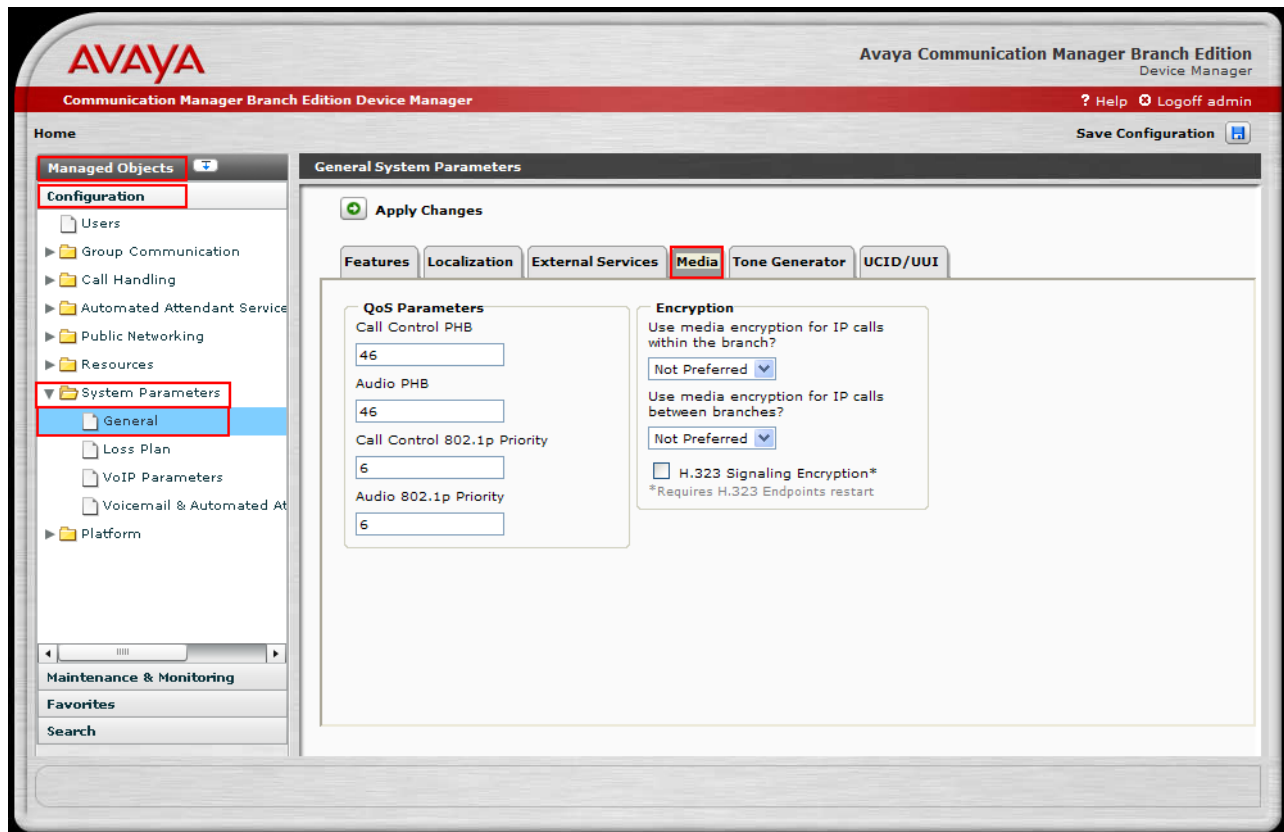 AVAYA
Avaya Communication Manager Branch Edition
Device Manager
Communication Manager Branch Edition Device Manager
? Help Logoff admin
Home
Save Configuration
Managed Objects
Configuration
Users
Group Communication
Call Handling
Automated Attendant Service
Public Networking
Resources
System Parameters
General
Loss Plan
VoIP Parameters
Voicemail & Automated At
Platform
Maintenance & Monitoring
Favorites
Search
General System Parameters
Apply Changes
Features Localization External Services Media Tone Generator UCID/UUI
QoS Parameters
Call Control PHB
46
Audio PHB
46
Call Control 802.1p Priority
6
Audio 802.1p Priority
6
Encryption
Use media encryption for IP calls
within the branch?
Not Preferred
Use media encryption for IP calls
between branches?
Not Preferred
H.323 Signaling Encryption*
*Requires H.323 Endpoints restart